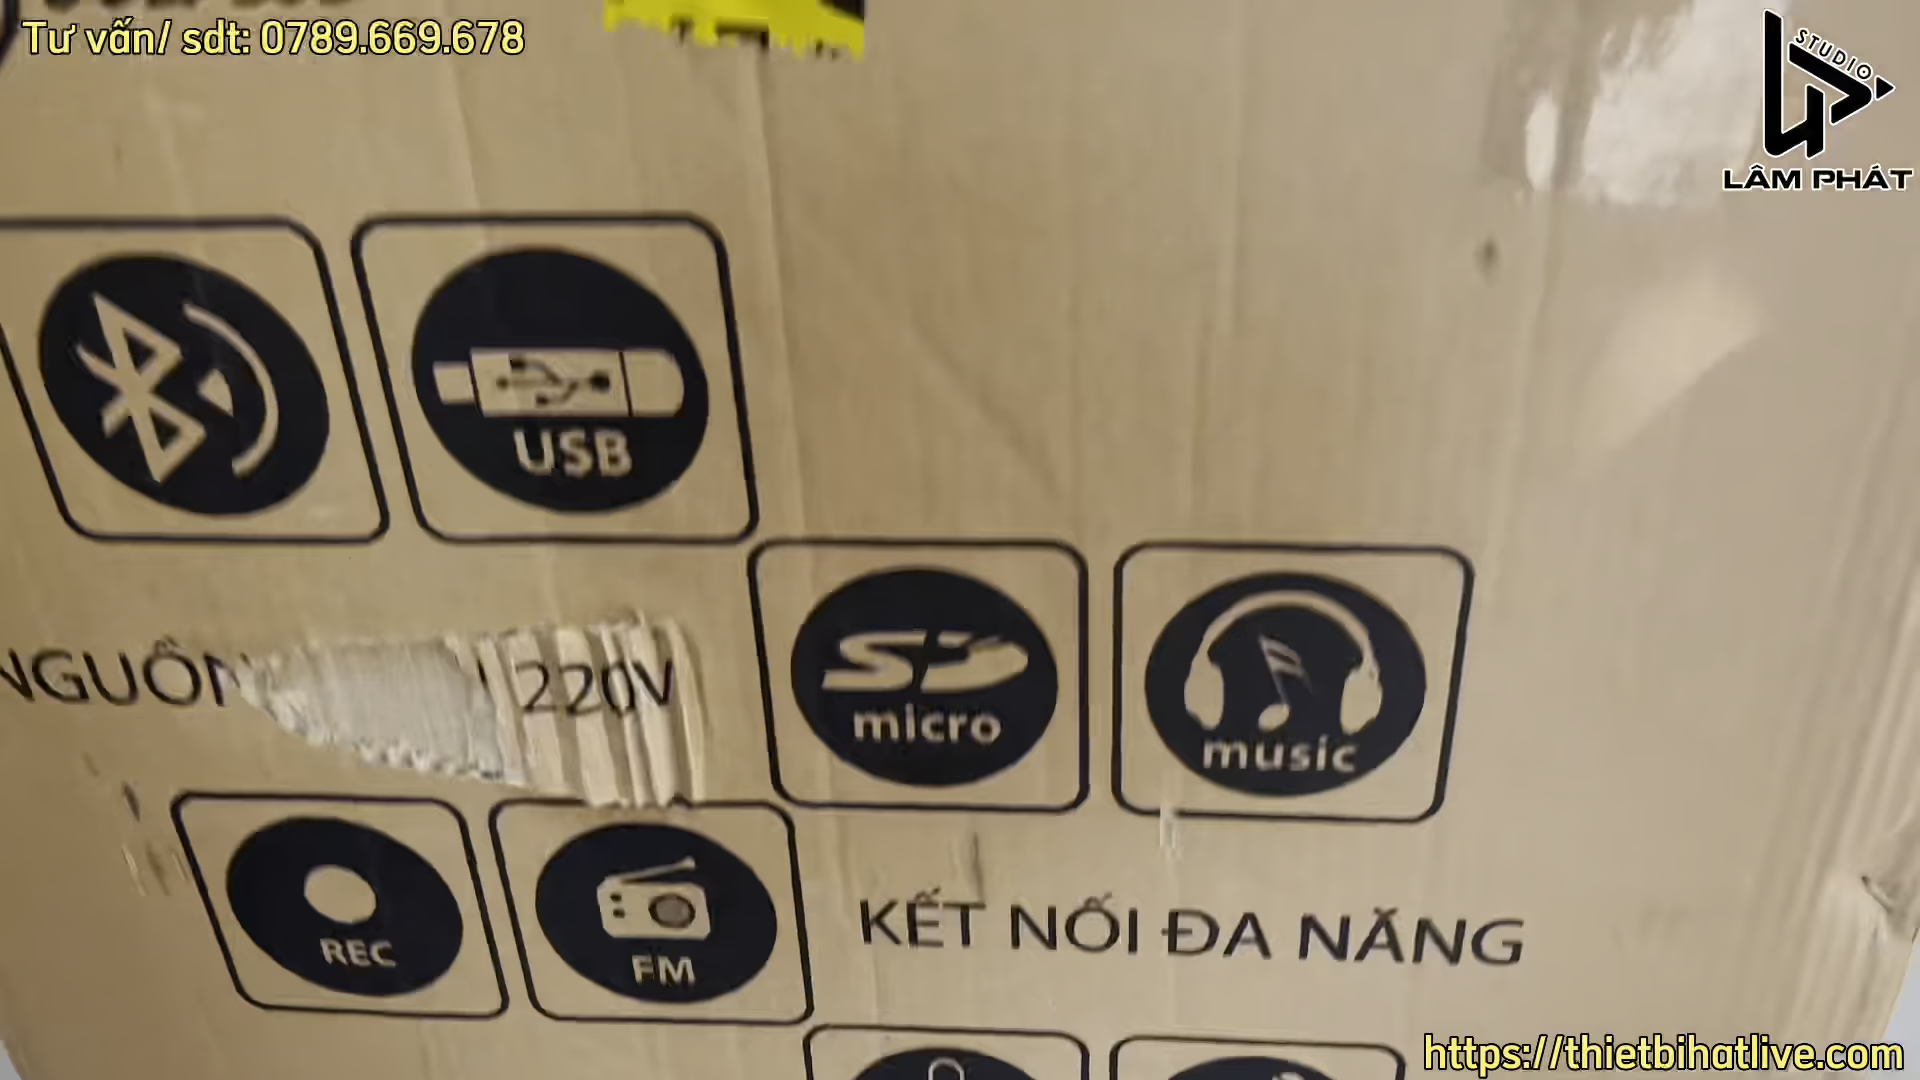 Tư vấn/ sdt: 0789.669.678
STUDIO
LÂM PHÁT
USB
NGUỒN
220V
SD
micro
music
REC
FM
KẾT NỐI ĐA NĂNG
https://thietbihatlive.com